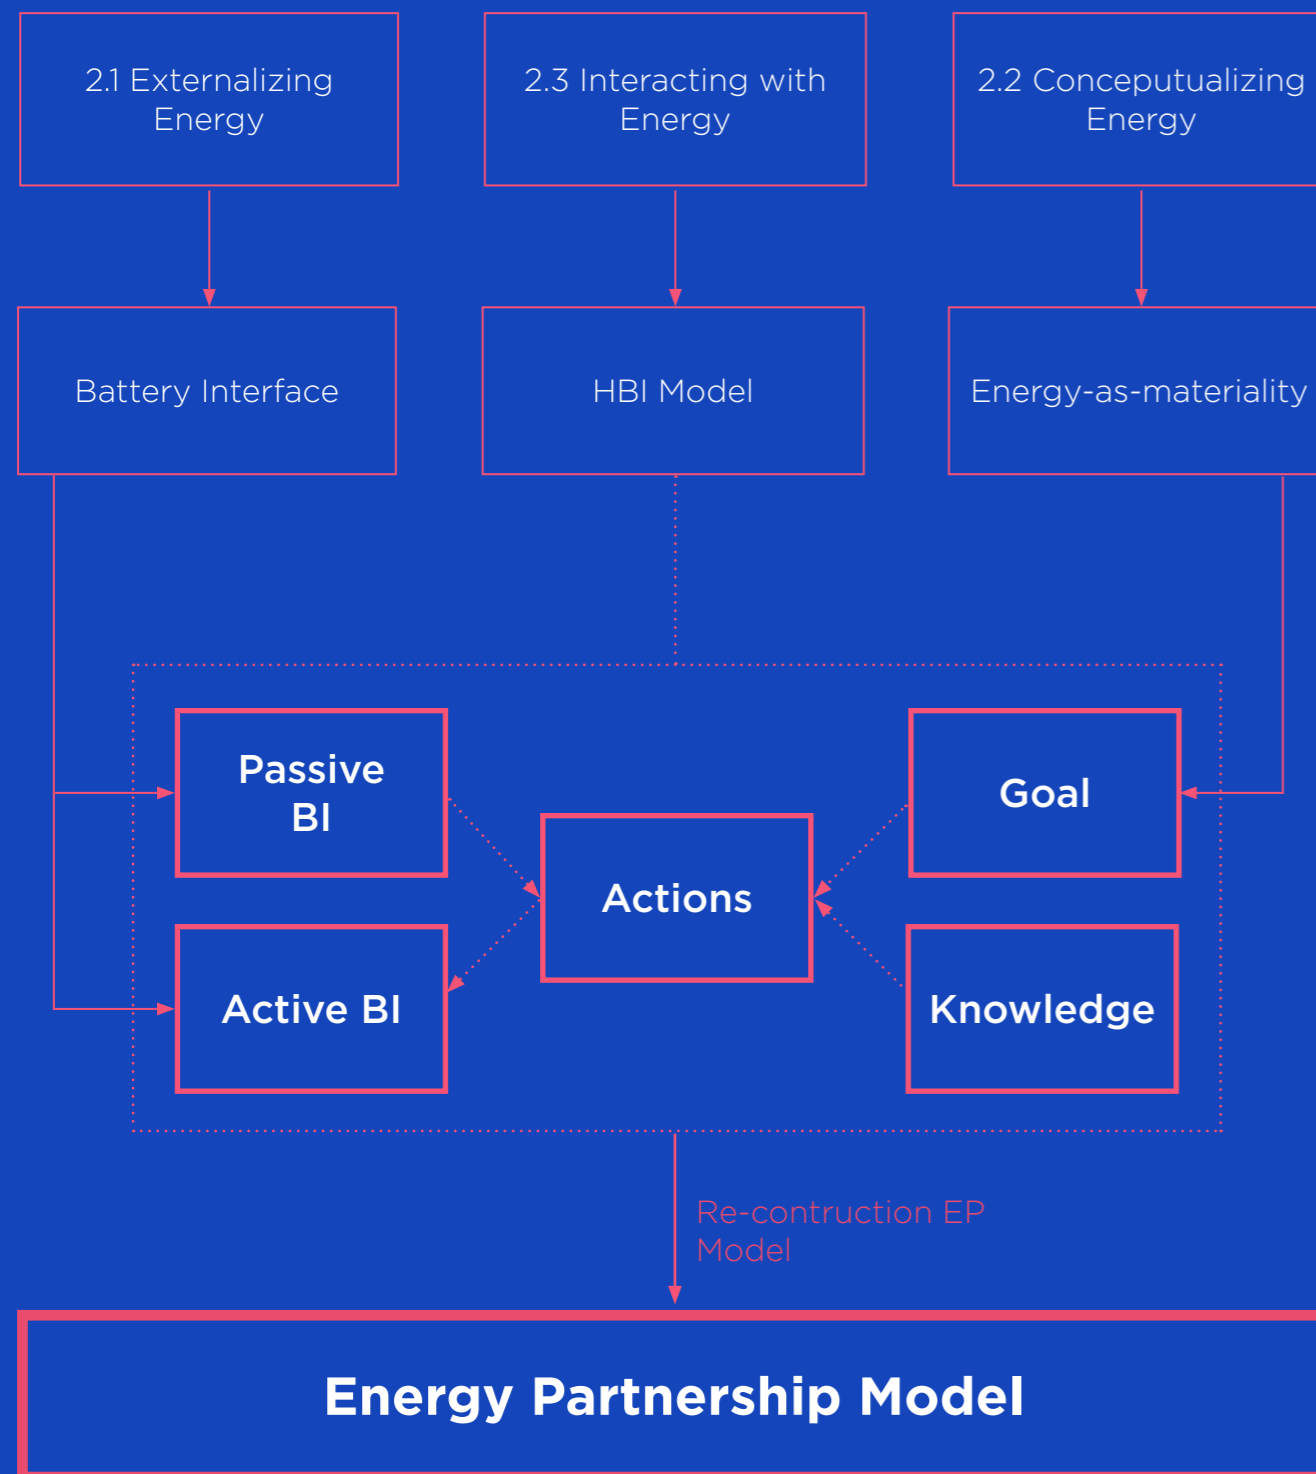 2.1 Externalizing
Energy
2.3 Interacting with
Energy
2.2 Conceputualizing
Energy
Battery Interface
HBI Model
Energy-as-materiality
Passive
BI
Goal
Actions
Active BI
Knowledge
Re-contruction EP
Model
Energy Partnership Model